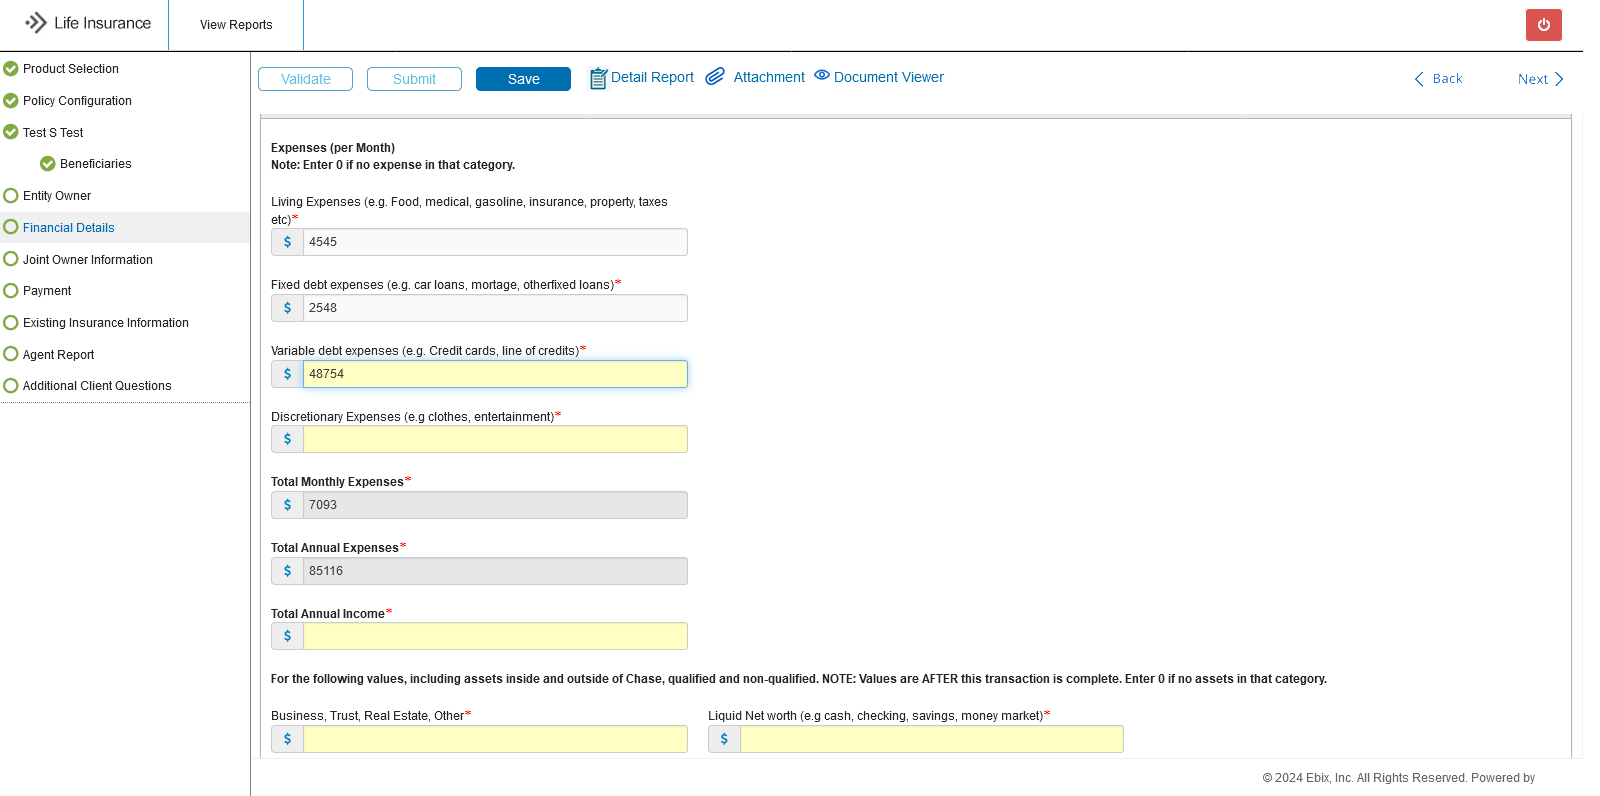 Life Insurance
View Reports
Product Selection
Policy Configuration
Test S Test
Beneficiaries
Entity Owner
Financial Details
Joint Owner Information
Payment
Existing Insurance Information
Agent Report
Additional Client Questions
Validate
Submit
Save
Detail Report
Attachment
Document Viewer
Back
Next
Expenses (per Month)
Note: Enter 0 if no expense in that category.
Living Expenses (e.g. Food, medical, gasoline, insurance, property, taxes
etc)*
$ 4545
Fixed debt expenses (e.g. car loans, mortage, otherfixed loans)*
$ 2548
Variable debt expenses (e.g. Credit cards, line of credits)*
$ 48754
Discretionary Expenses (e.g clothes, entertainment)*
$
Total Monthly Expenses*
$ 7093
Total Annual Expenses*
$ 85116
Total Annual Income*
$
For the following values, including assets inside and outside of Chase, qualified and non-qualified. NOTE: Values are AFTER this transaction is complete. Enter 0 if no assets in that category.
Business, Trust, Real Estate, Other*
$
Liquid Net worth (e.g cash, checking, savings, money market)*
$
© 2024 Ebix, Inc. All Rights Reserved. Powered by